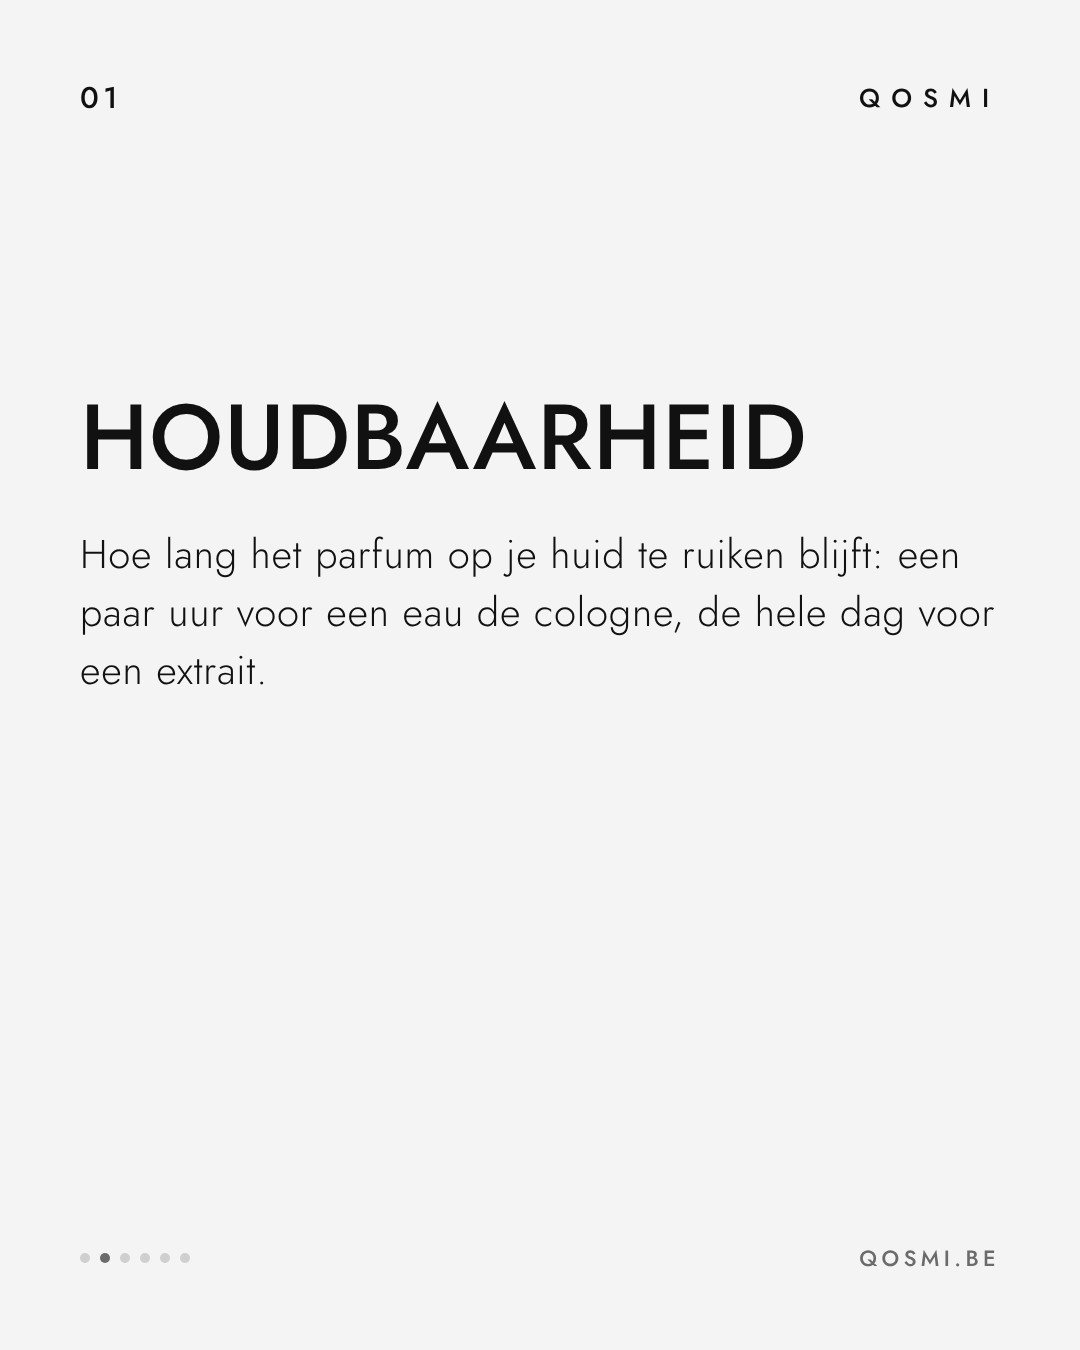 01
QOSMI
HOUDBAARHEID
Hoe lang het parfum op je huid te ruiken blijft: een
paar uur voor een eau de cologne, de hele dag voor
een extrait.
QOSMI.BE